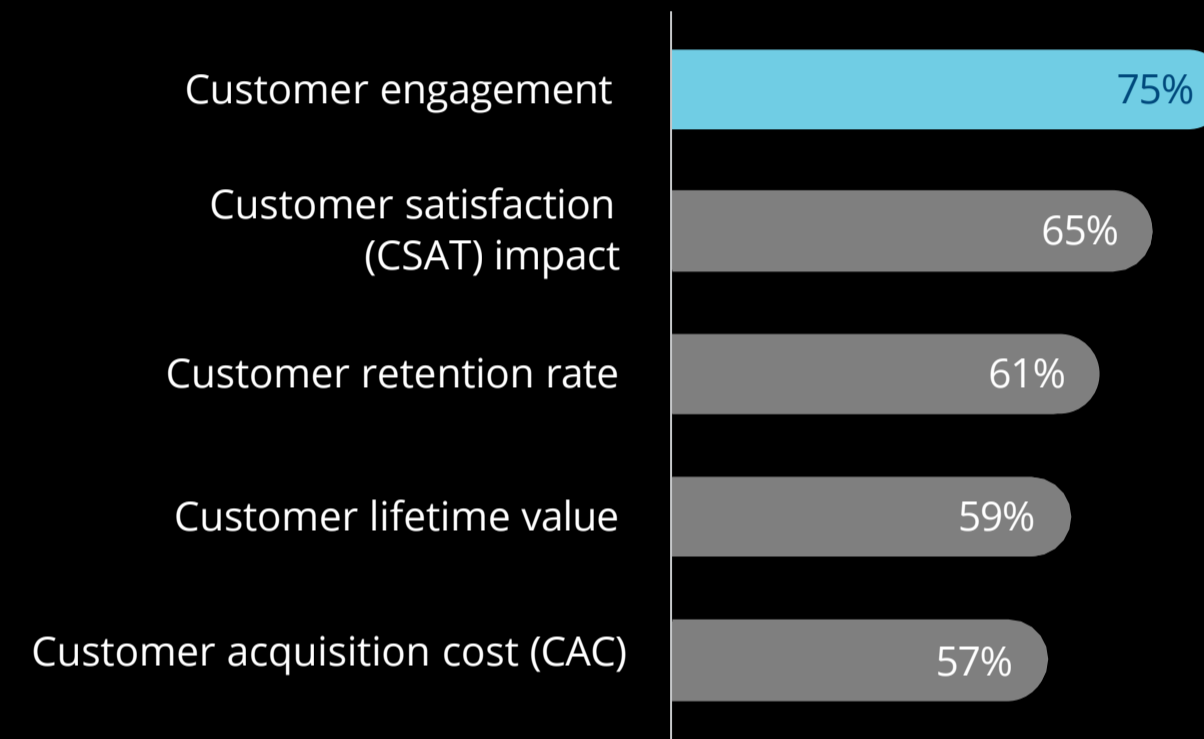 Customer engagement
75%
Customer satisfaction
(CSAT) impact
65%
Customer retention rate
61%
Customer lifetime value
59%
Customer acquisition cost (CAC)
57%